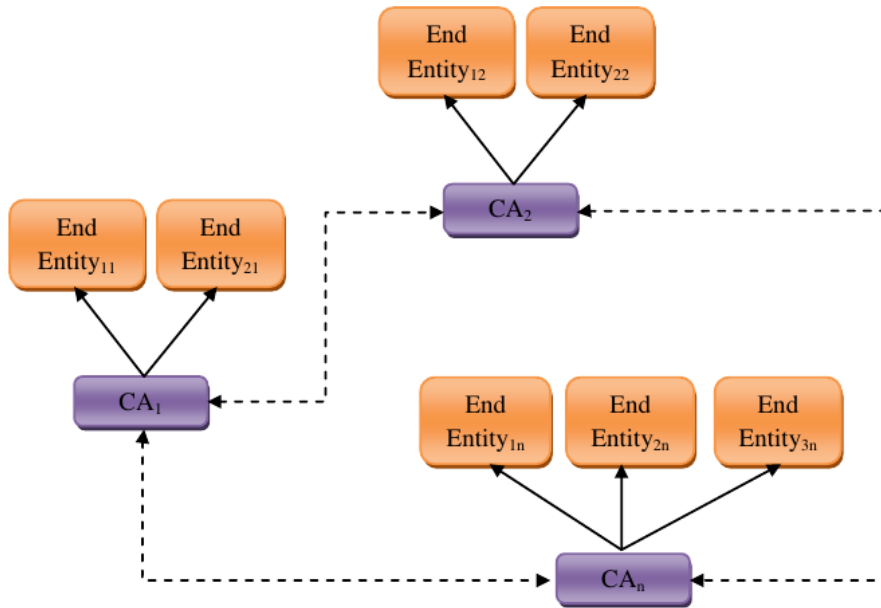 End
Entity₁₂
End
Entity₂₂
CA₂
End
Entity₁₁
End
Entity₂₁
CA₁
End
Entity₁ₙ
End
Entity₂ₙ
End
Entity₃ₙ
CAₙ